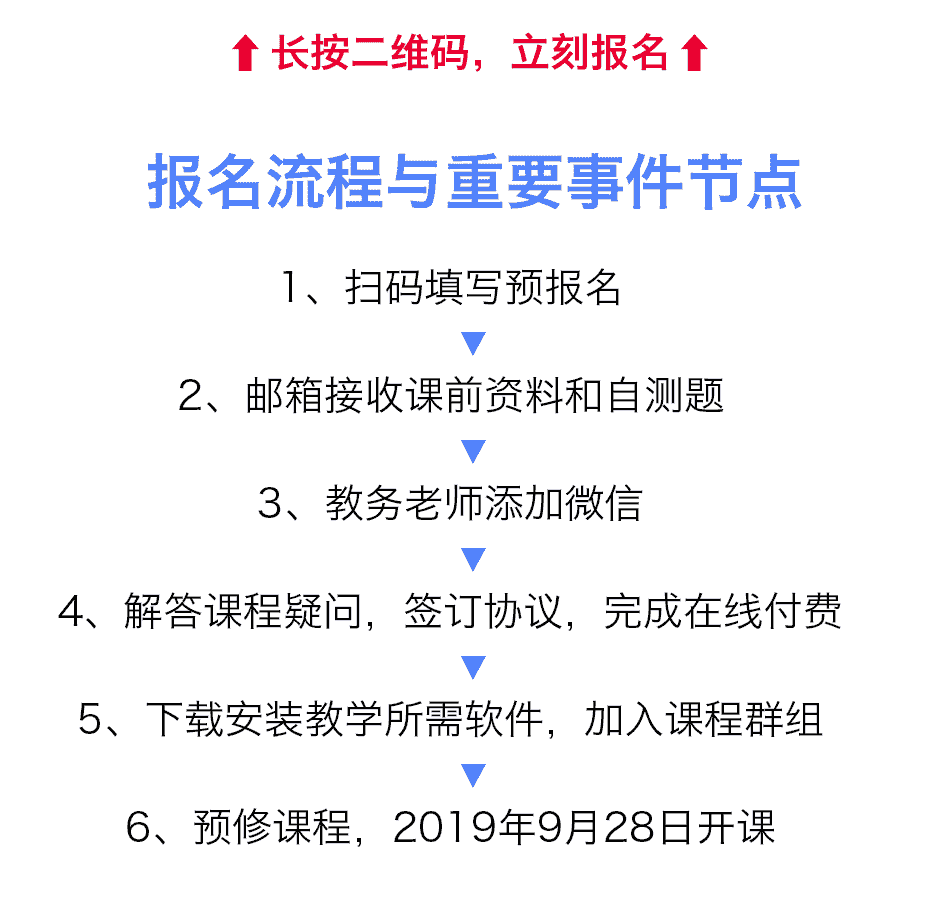 ⬆长按二维码，立刻报名⬆
报名流程与重要事件节点
1、扫码填写预报名
2、邮箱接收课前资料和自测题
3、教务老师添加微信
4、解答课程疑问，签订协议，完成在线付费
5、下载安装教学所需软件，加入课程群组
6、预修课程，2019年9月28日开课